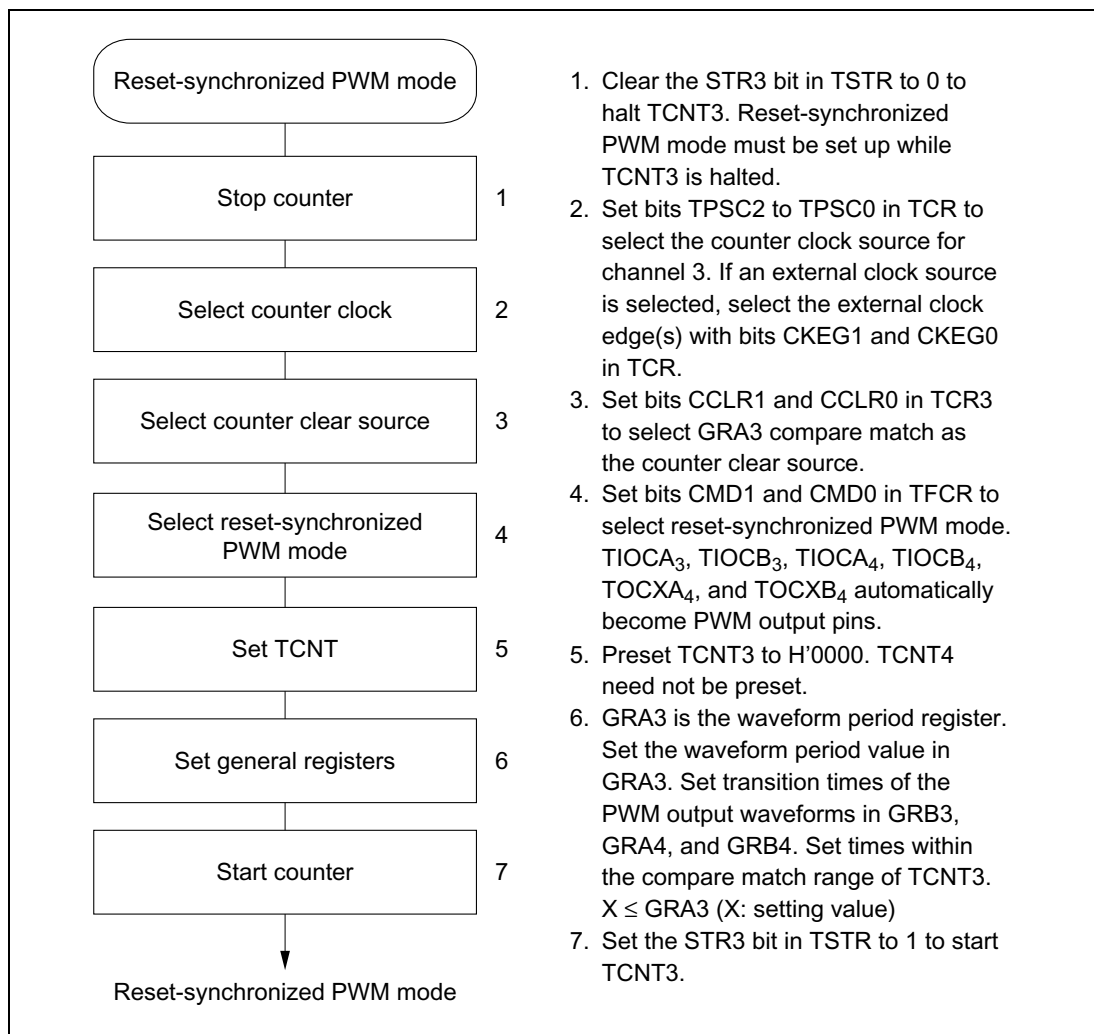 Reset-synchronized PWM mode
Stop counter
1
Select counter clock
2
Select counter clear source
3
Select reset-synchronized
PWM mode
4
Set TCNT
5
Set general registers
6
Start counter
7
Reset-synchronized PWM mode
1. Clear the STR3 bit in TSTR to 0 to
halt TCNT3. Reset-synchronized
PWM mode must be set up while
TCNT3 is halted.
2. Set bits TPSC2 to TPSC0 in TCR to
select the counter clock source for
channel 3. If an external clock source
is selected, select the external clock
edge(s) with bits CKEG1 and CKEG0
in TCR.
3. Set bits CCLR1 and CCLR0 in TCR3
to select GRA3 compare match as
the counter clear source.
4. Set bits CMD1 and CMD0 in TFCR to
select reset-synchronized PWM mode.
TIOCA₃, TIOCB₃, TIOCA₄, TIOCB₄,
TOCXA₄, and TOCXB₄ automatically
become PWM output pins.
5. Preset TCNT3 to H'0000. TCNT4
need not be preset.
6. GRA3 is the waveform period register.
Set the waveform period value in
GRA3. Set transition times of the
PWM output waveforms in GRB3,
GRA4, and GRB4. Set times within
the compare match range of TCNT3.
X ≤ GRA3 (X: setting value)
7. Set the STR3 bit in TSTR to 1 to start
TCNT3.